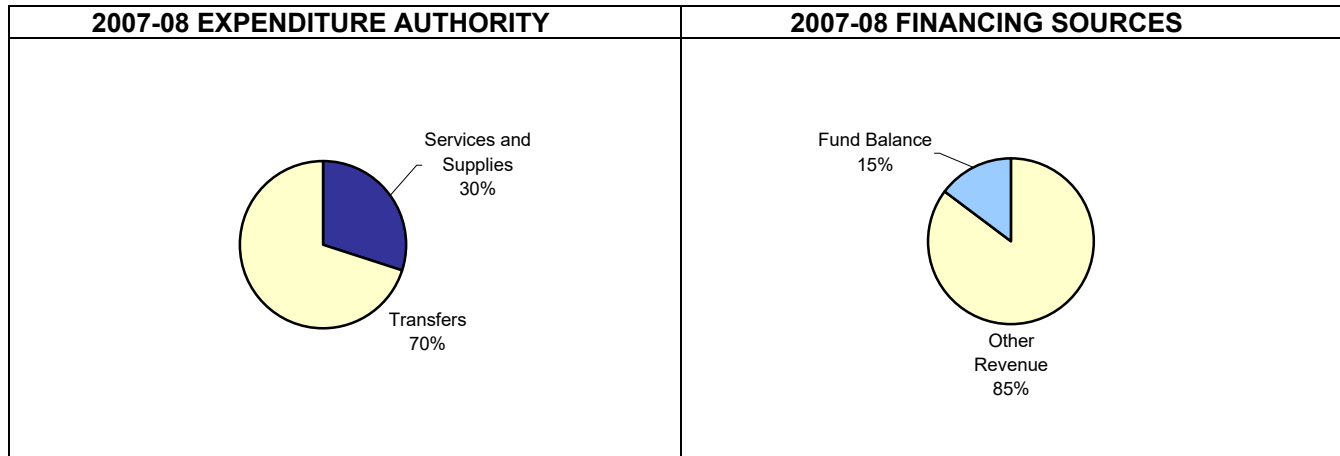 2007-08 EXPENDITURE AUTHORITY
Services and
Supplies
30%
Transfers
70%
2007-08 FINANCING SOURCES
Fund Balance
15%
Other
Revenue
85%